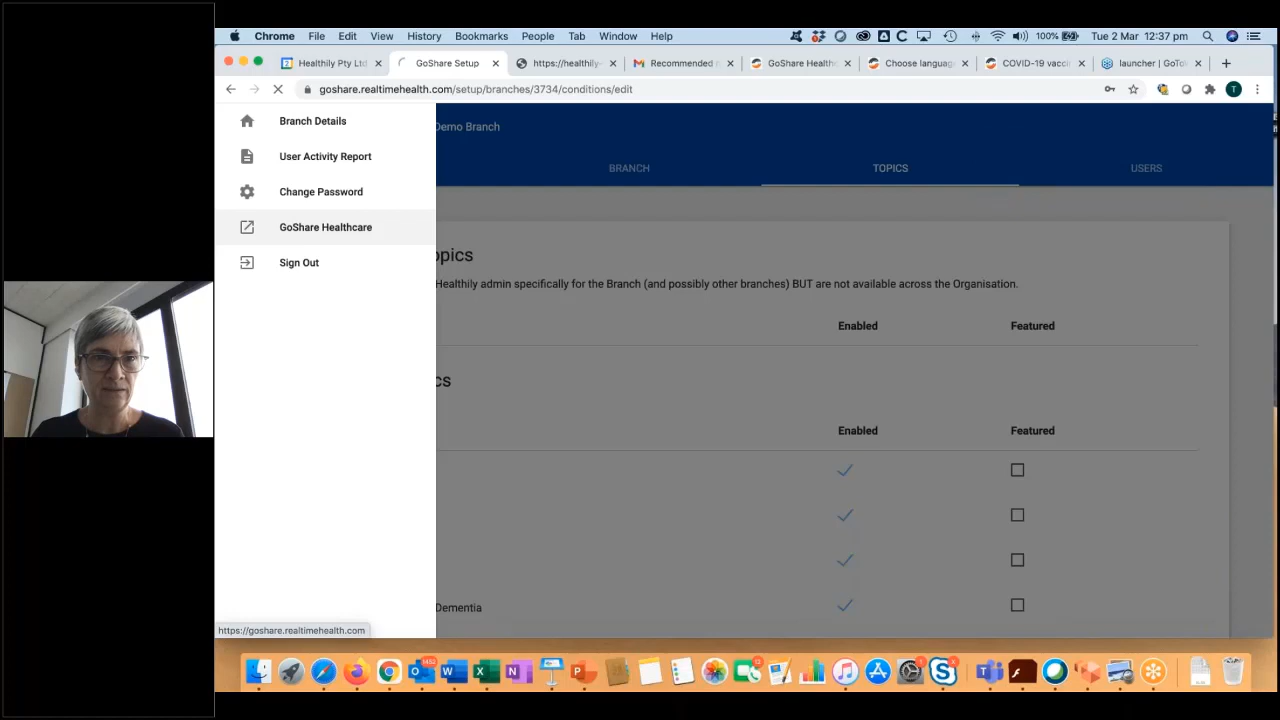 Chrome File Edit View History Bookmarks People Tab Window Help 100% Tue 2 Mar 12:37 pm
Healthily Pty Ltd GoShare Setup https://healthily- Recommended GoShare Healthc Choose language COVID-19 vacci launcher | GoTo
goshare.realtimehealth.com/setup/branches/3734/conditions/edit T
Branch Details
Demo Branch
User Activity Report
BRANCH TOPICS USERS
Change Password
GoShare Healthcare
opics
Sign Out
Healthily admin specifically for the Branch (and possibly other branches) BUT are not available across the Organisation.
Enabled Featured
cs
Enabled Featured
Dementia
https://goshare.realtimehealth.com